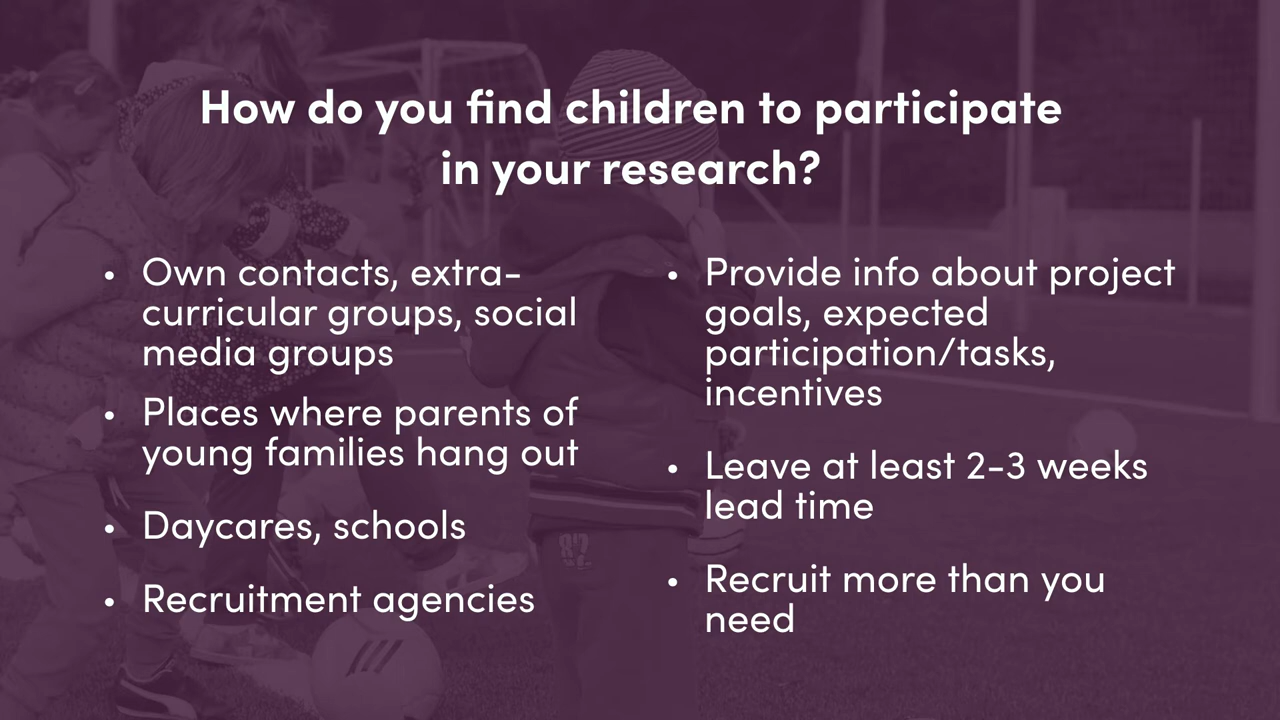 How do you find children to participate
in your research?
• Own contacts, extra-
curricular groups, social
media groups
• Places where parents of
young families hang out
• Daycares, schools
• Recruitment agencies
• Provide info about project
goals, expected
participation/tasks,
incentives
• Leave at least 2-3 weeks
lead time
• Recruit more than you
need